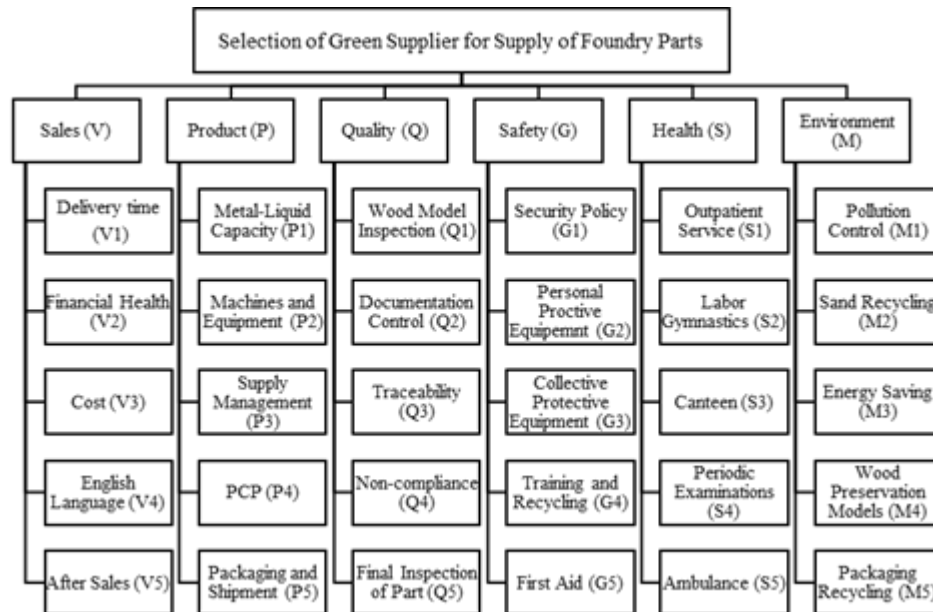 Selection of Green Supplier for Supply of Foundry Parts
Sales (V)
Product (P)
Quality (Q)
Safety (G)
Health (S)
Environment
(M)
Delivery time
(V1)
Metal-Liquid
Capacity (P1)
Wood Model
Inspection (Q1)
Security Policy
(G1)
Outpatient
Service (S1)
Pollution
Control (M1)
Financial Health
(V2)
Machines and
Equipment (P2)
Documentation
Control (Q2)
Personal
Proctive
Equipemnt (G2)
Labor
Gymnastics (S2)
Sand Recycling
(M2)
Cost (V3)
Supply
Management
(P3)
Traceability
(Q3)
Collective
Protective
Equipment (G3)
Canteen (S3)
Energy Saving
(M3)
English
Language (V4)
PCP (P4)
Non-compliance
(Q4)
Training and
Recycling (G4)
Periodic
Examinations
(S4)
Wood
Preservation
Models (M4)
After Sales (V5)
Packaging and
Shipment (P5)
Final Inspection
of Part (Q5)
First Aid (G5)
Ambulance (S5)
Packaging
Recycling (M5)